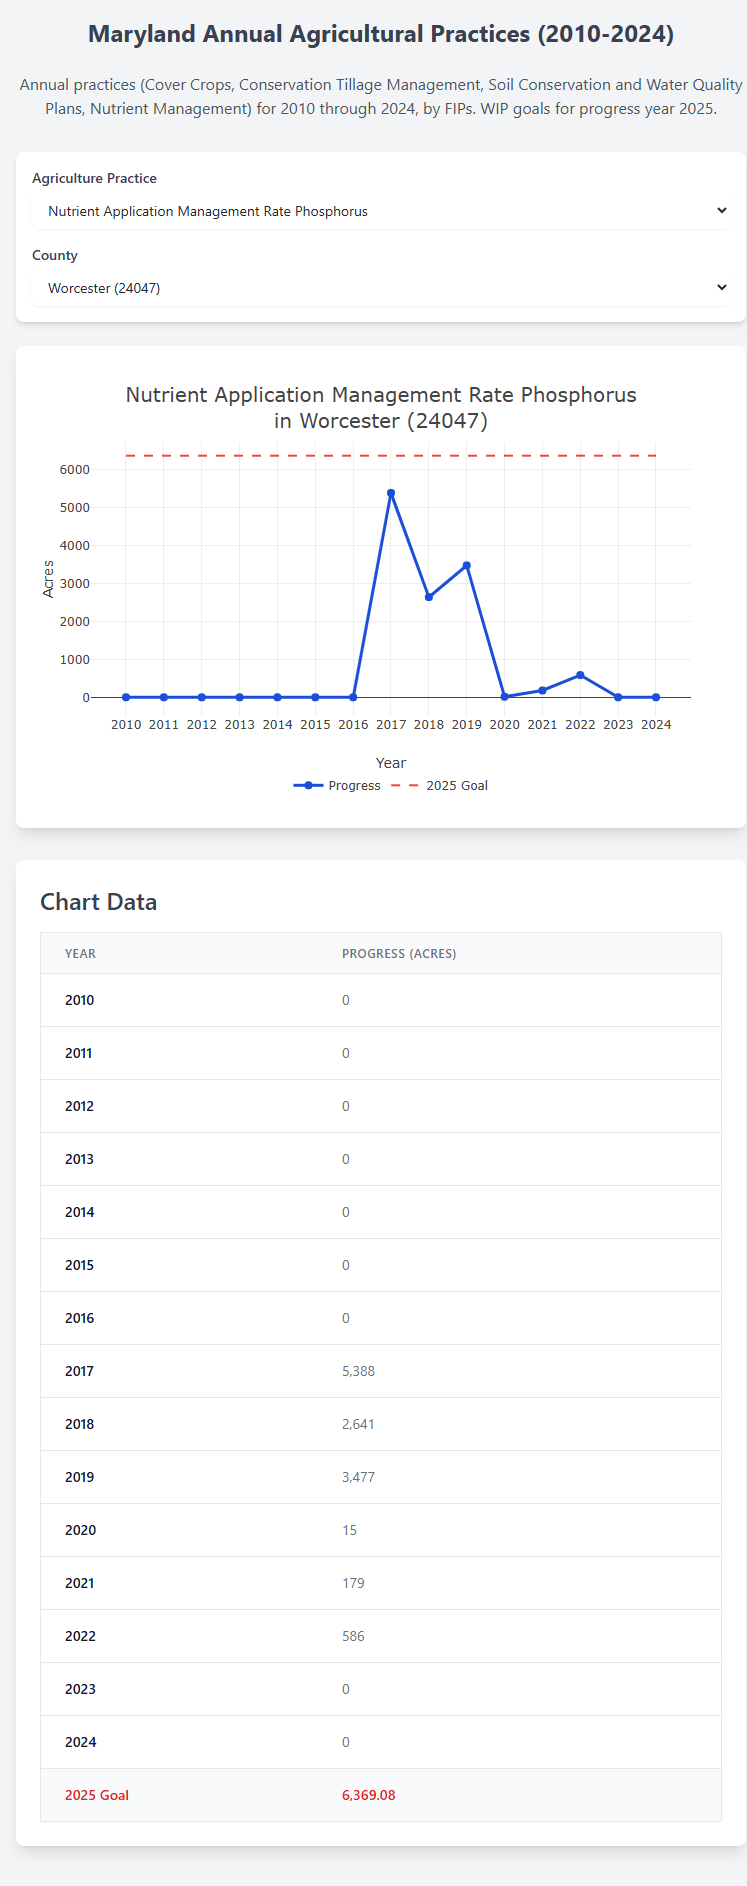 Maryland Annual Agricultural Practices (2010-2024)
Annual practices (Cover Crops, Conservation Tillage Management, Soil Conservation and Water Quality
Plans, Nutrient Management) for 2010 through 2024, by FIPs. WIP goals for progress year 2025.
Agriculture Practice
Nutrient Application Management Rate Phosphorus
County
Worcester (24047)
Nutrient Application Management Rate Phosphorus
in Worcester (24047)
Acres
6000
5000
4000
3000
2000
1000
0
2010 2011 2012 2013 2014 2015 2016 2017 2018 2019 2020 2021 2022 2023 2024
Year
Progress 2025 Goal
Chart Data
YEAR PROGRESS (ACRES)
2010 0
2011 0
2012 0
2013 0
2014 0
2015 0
2016 0
2017 5,388
2018 2,641
2019 3,477
2020 15
2021 179
2022 586
2023 0
2024 0
2025 Goal 6,369.08